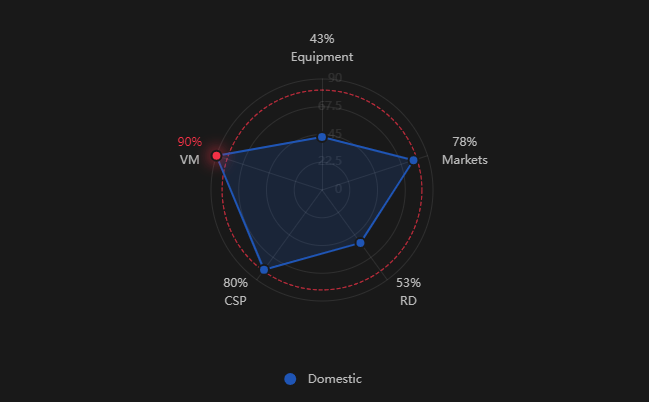 43%
Equipment
90
67.5
45
22.5
0
78%
Markets
90%
VM
80%
CSP
53%
RD
Domestic